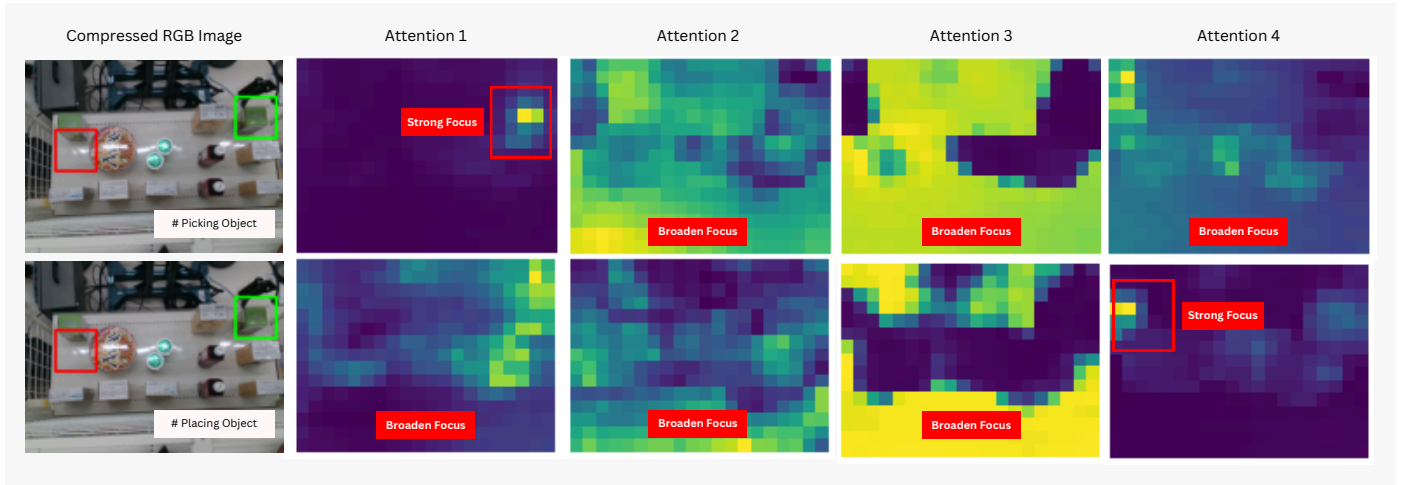 Compressed RGB Image
Attention 1
Attention 2
Attention 3
Attention 4
Strong Focus
# Picking Object
Broaden Focus
Broaden Focus
Broaden Focus
Strong Focus
# Placing Object
Broaden Focus
Broaden Focus
Broaden Focus